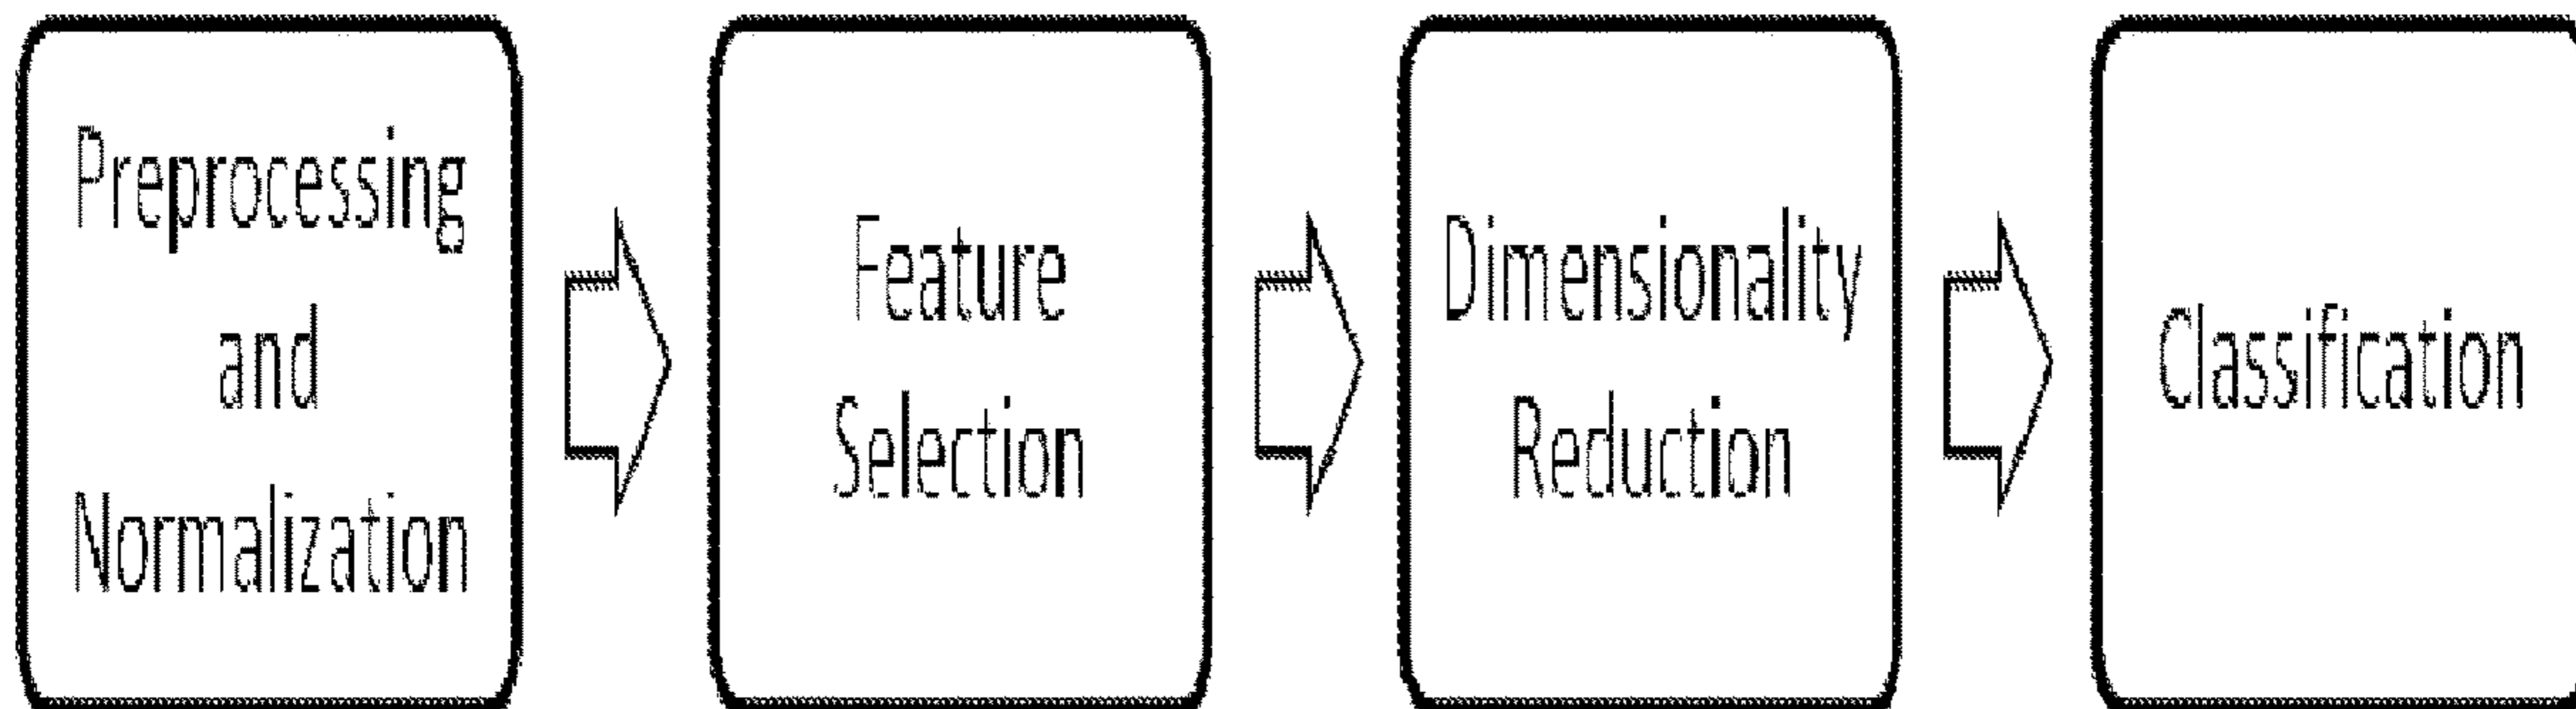 Preprocessing
and
Normalization
Feature
Selection
Dimensionality
Reduction
Classification